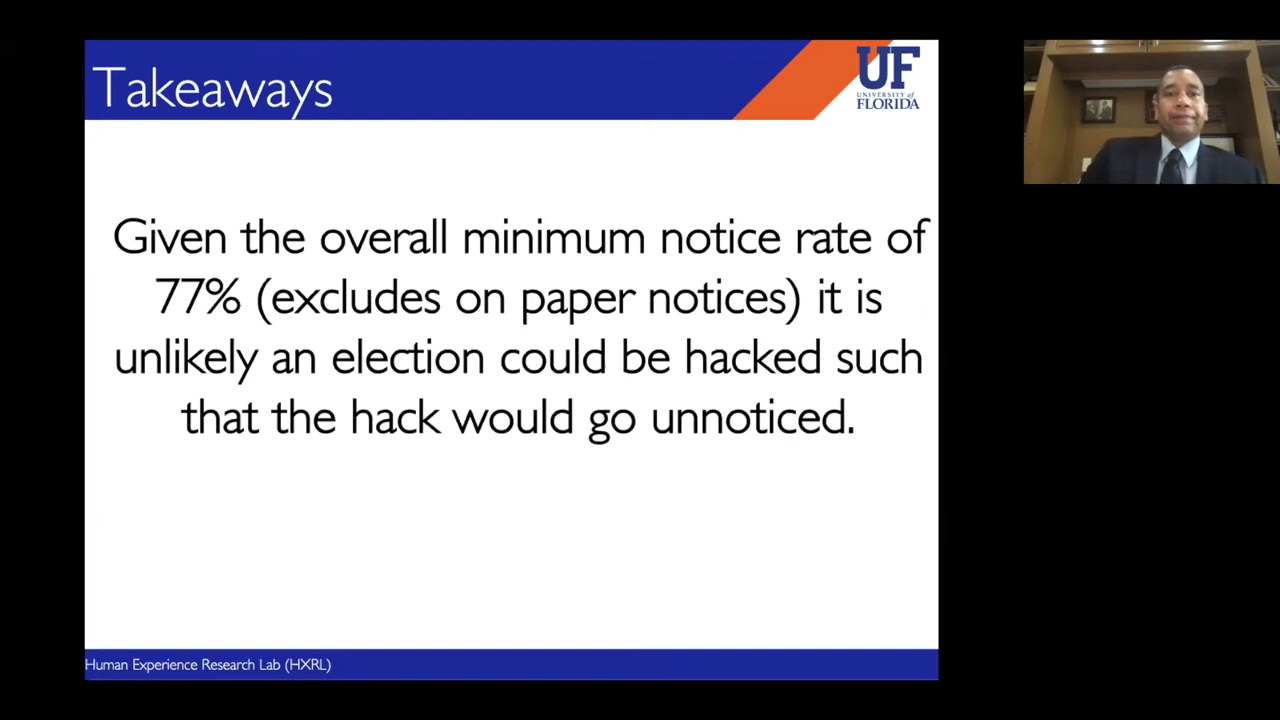 Takeaways
UF
UNIVERSITY of
FLORIDA
Given the overall minimum notice rate of
77% (excludes on paper notices) it is
unlikely an election could be hacked such
that the hack would go unnoticed.
Human Experience Research Lab (HXRL)